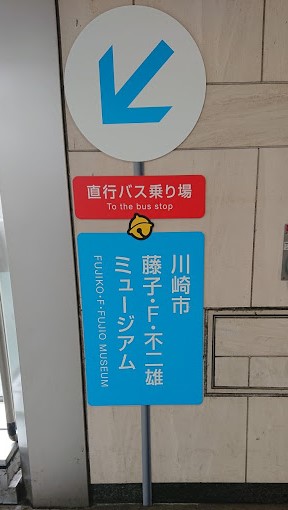 直行バス乗り場
To the bus stop
川崎市
藤子・F・不二雄
ミュージアム
FUJIKO・F・FUJIO MUSEUM